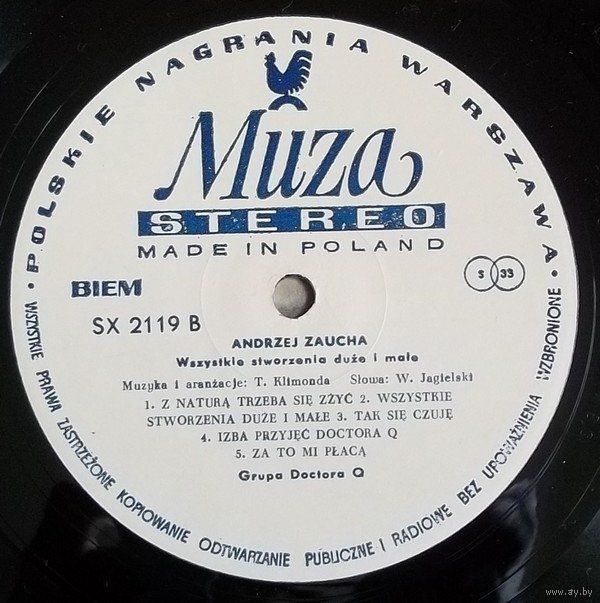 • POLSKIE NAGRANIA WARSZAWA •
Muza
STEREO
MADE IN POLAND
BIEM
S 33
SX 2119 B
ANDRZEJ ZAUCHA
Wszystkie stworzenia duże i małe
Muzyka i aranżacje: T. Klimonda Słowa: W. Jagielski
1. Z NATURĄ TRZEBA SIĘ ZŻYĆ 2. WSZYSTKIE
STWORZENIA DUŻE I MAŁE 3. TAK SIĘ CZUJĘ
4. IZBA PRZYJĘĆ DOCTORA Q
5. ZA TO MI PŁACĄ
Grupa Doctora Q
WSZYSTKIE PRAWA ZASTRZEŻONE KOPIOWANIE ODTWARZANIE PUBLICZNE I RADIOWE BEZ UPOWAŻNIENIA WZBRONIONE
www.ay.by